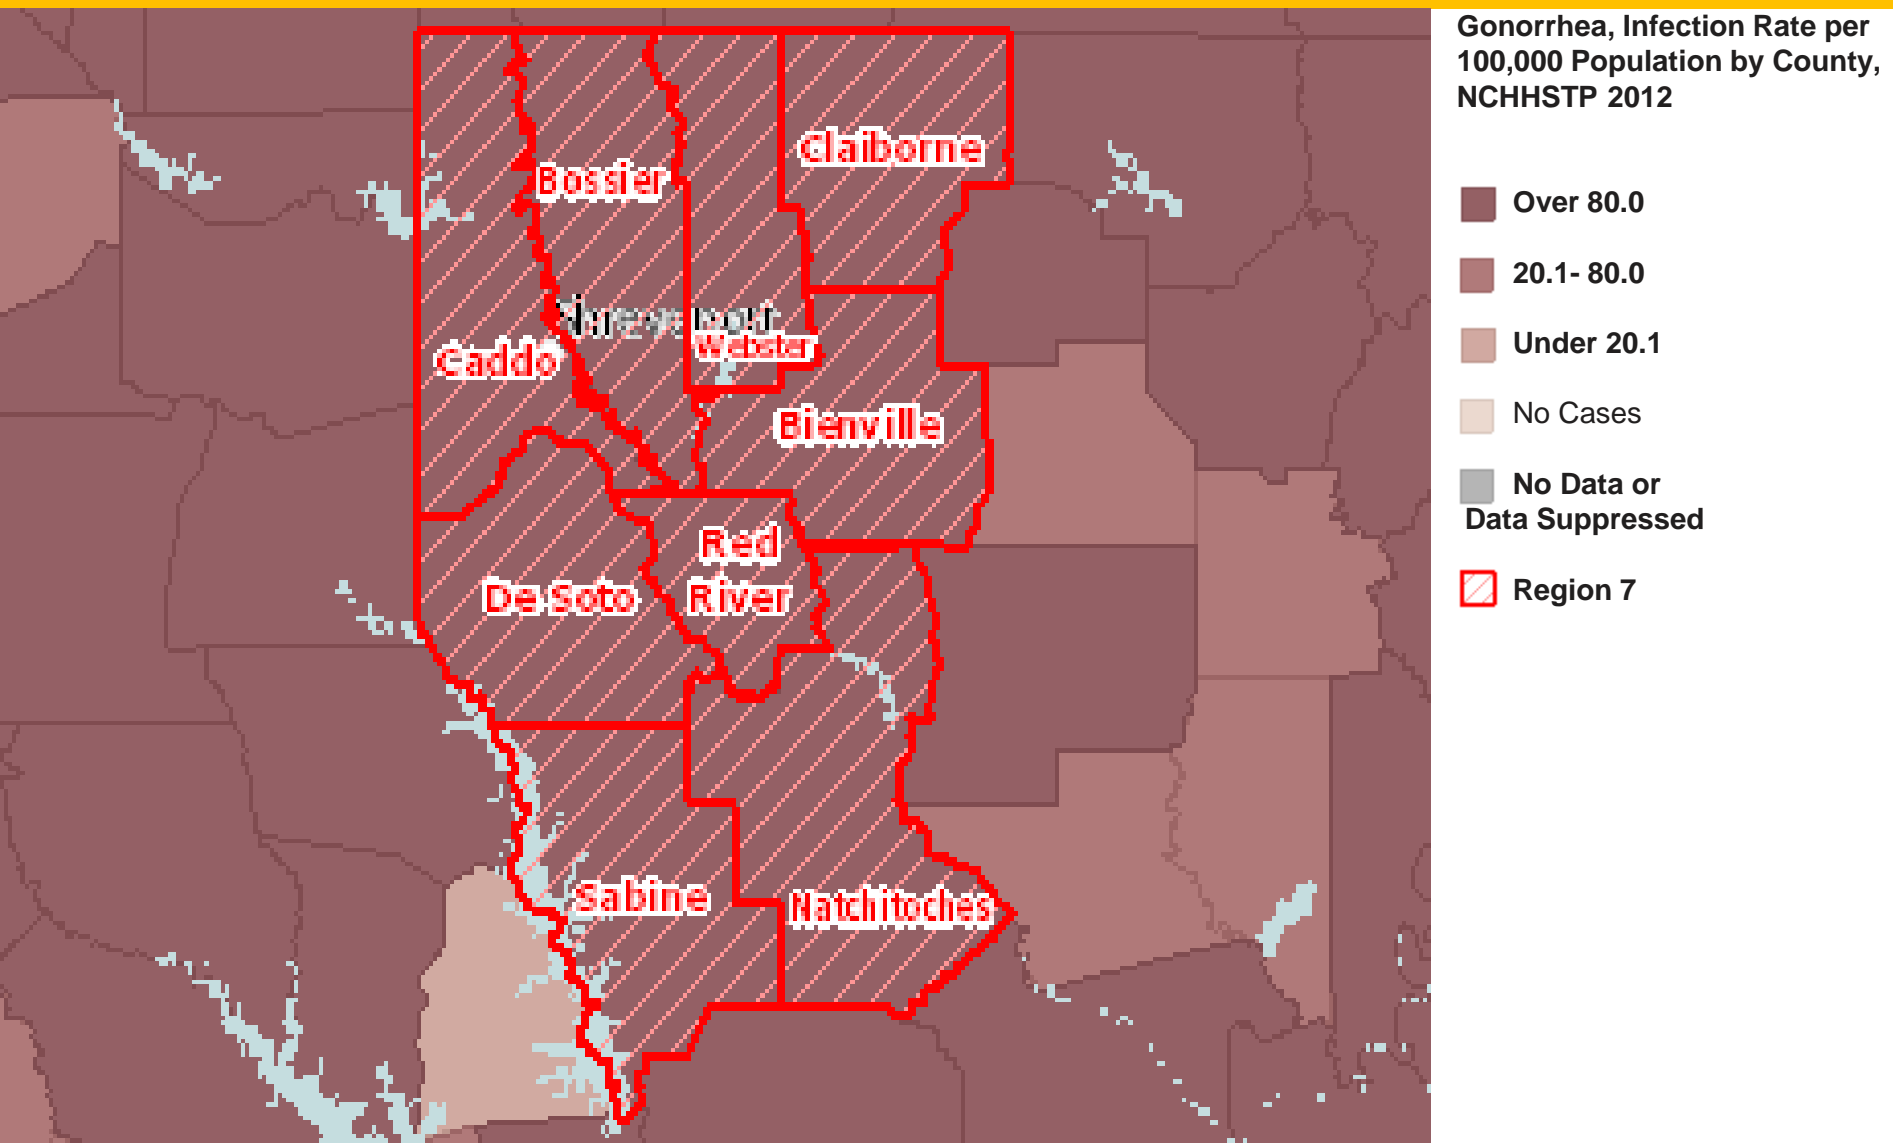 Gonorrhea, Infection Rate per
100,000 Population by County,
NCHHSTP 2012
Over 80.0
20.1- 80.0
Under 20.1
No Cases
No Data or
Data Suppressed
Region 7
Claiborne
Bossier
Shreveport
Webster
Caddo
Bienville
Red
River
De Soto
Sabine
Natchitoches